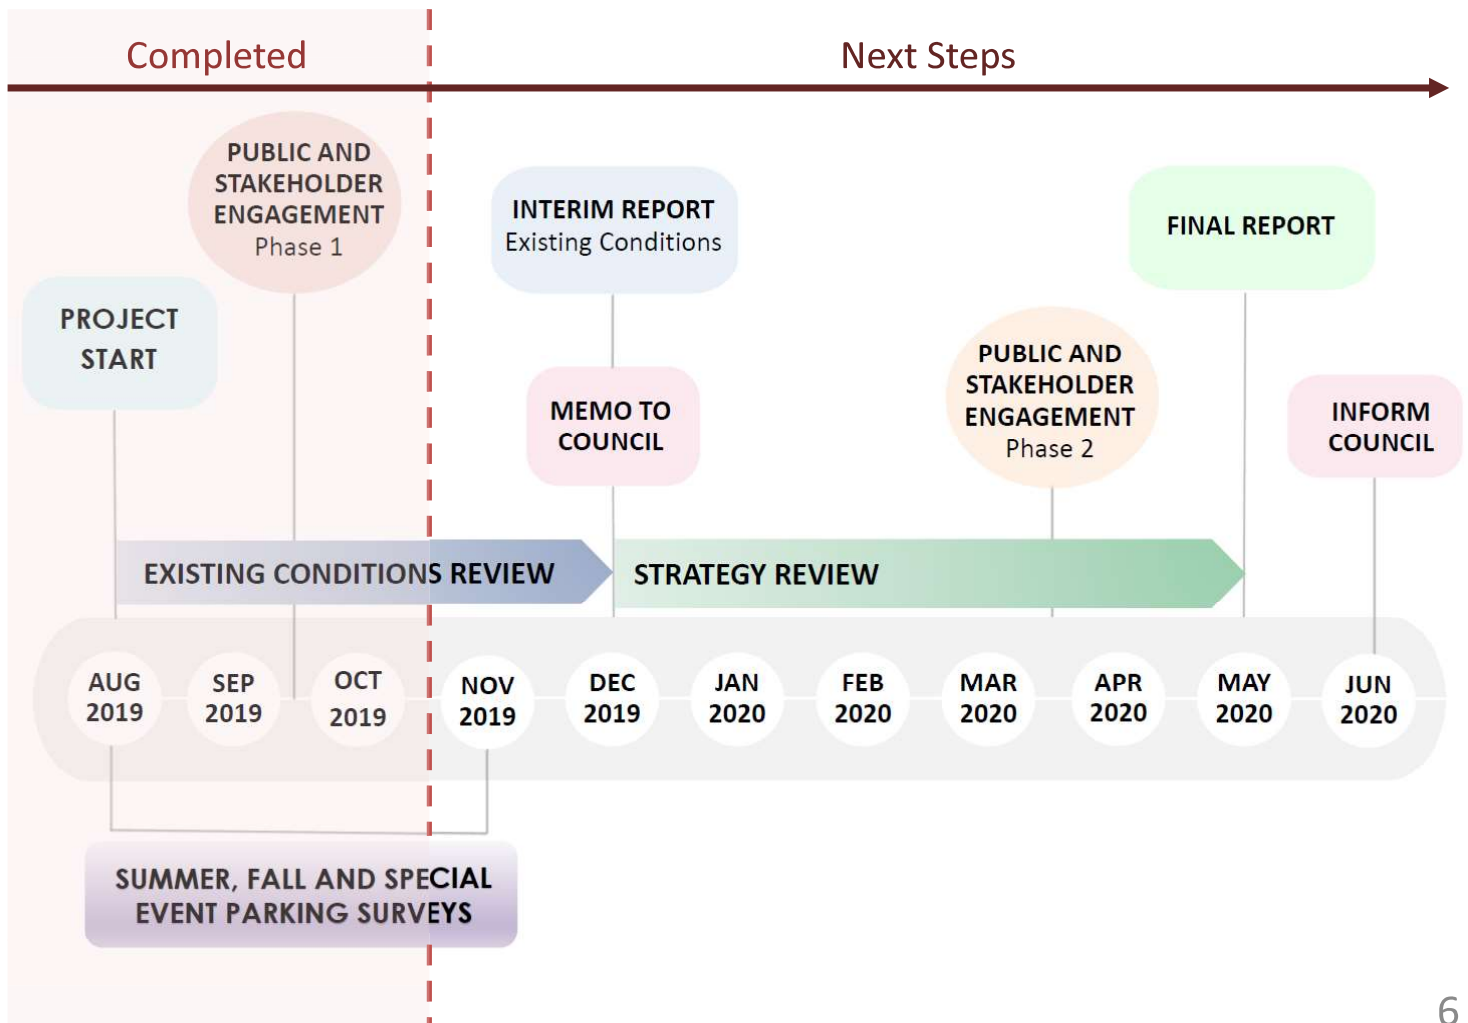 Completed
Next Steps
PUBLIC AND
STAKEHOLDER
ENGAGEMENT
Phase 1
INTERIM REPORT
Existing Conditions
FINAL REPORT
PROJECT
START
MEMO TO
COUNCIL
PUBLIC AND
STAKEHOLDER
ENGAGEMENT
Phase 2
INFORM
COUNCIL
EXISTING CONDITIONS REVIEW
STRATEGY REVIEW
AUG
2019
SEP
2019
OCT
2019
NOV
2019
DEC
2019
JAN
2020
FEB
2020
MAR
2020
APR
2020
MAY
2020
JUN
2020
SUMMER, FALL AND SPECIAL
EVENT PARKING SURVEYS
6